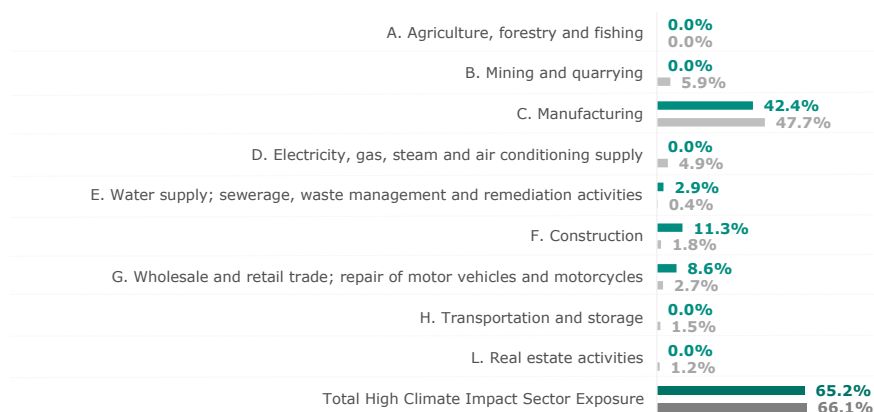 A. Agriculture, forestry and fishing
0.0%
0.0%
B. Mining and quarrying
0.0%
5.9%
C. Manufacturing
42.4%
47.7%
D. Electricity, gas, steam and air conditioning supply
0.0%
4.9%
E. Water supply; sewerage, waste management and remediation activities
2.9%
0.4%
F. Construction
11.3%
1.8%
G. Wholesale and retail trade; repair of motor vehicles and motorcycles
8.6%
2.7%
H. Transportation and storage
0.0%
1.5%
L. Real estate activities
0.0%
1.2%
Total High Climate Impact Sector Exposure
65.2%
66.1%